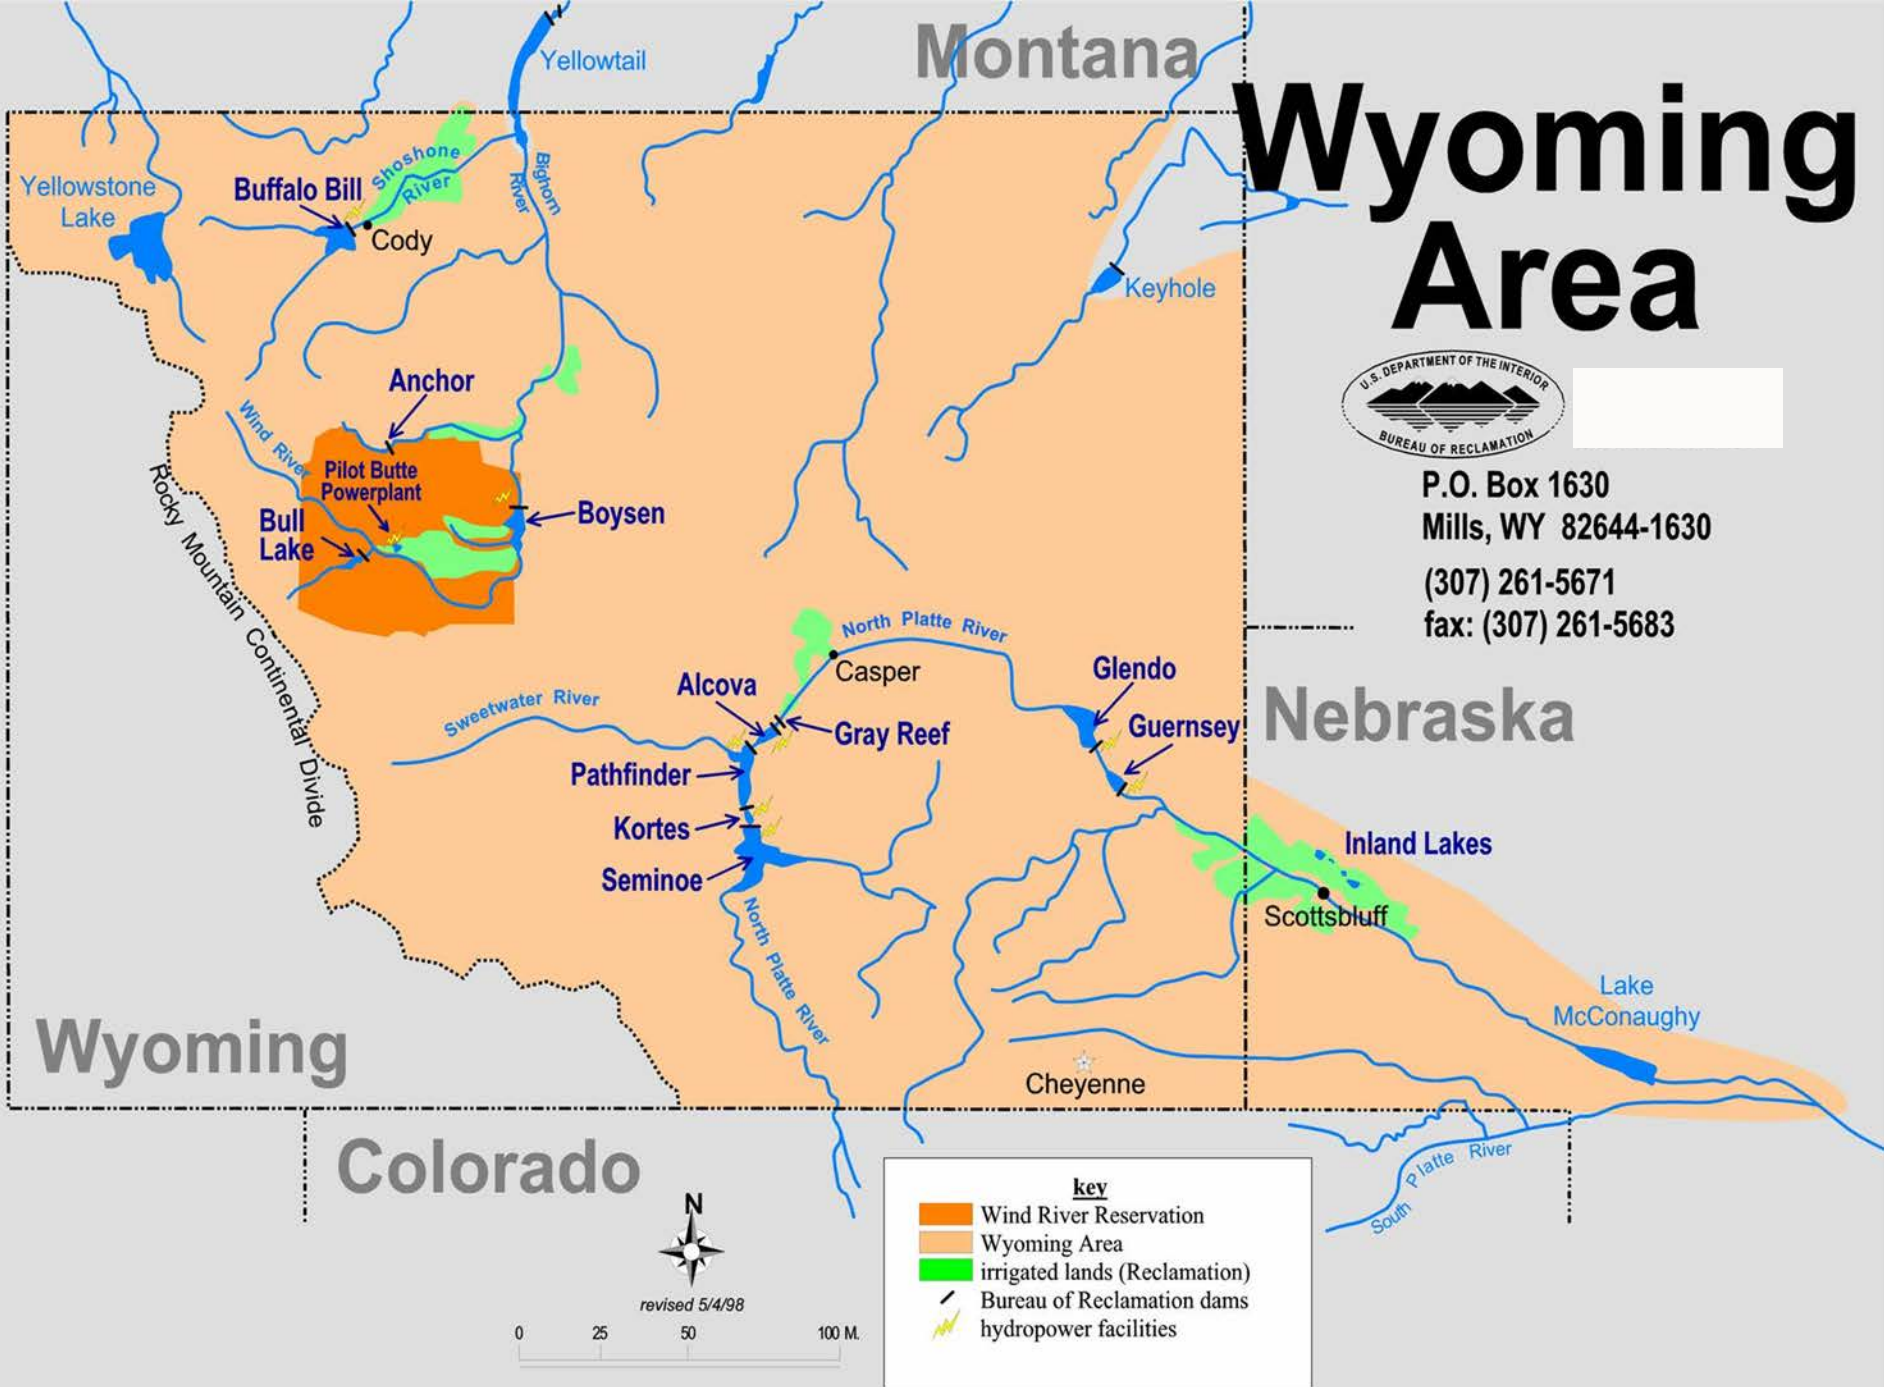 Montana
Yellowtail
Wyoming
Area
Shoshone
River
Bighorn
River
Yellowstone
Lake
Buffalo Bill
Cody
Keyhole
U.S. DEPARTMENT OF THE INTERIOR
BUREAU OF RECLAMATION
P.O. Box 1630
Mills, WY 82644-1630
(307) 261-5671
fax: (307) 261-5683
Anchor
Wind River
Pilot Butte
Powerplant
Bull
Lake
Boysen
Rocky Mountain Continental Divide
North Platte River
Casper
Alcova
Gray Reef
Glendo
Guernsey
Nebraska
Sweetwater River
Pathfinder
Kortes
Seminoe
North Platte River
Inland Lakes
Scottsbluff
Lake
McConaughy
Wyoming
Cheyenne
Colorado
South Platte River
N
revised 5/4/98
0 25 50 100 M.
key
Wind River Reservation
Wyoming Area
irrigated lands (Reclamation)
Bureau of Reclamation dams
hydropower facilities